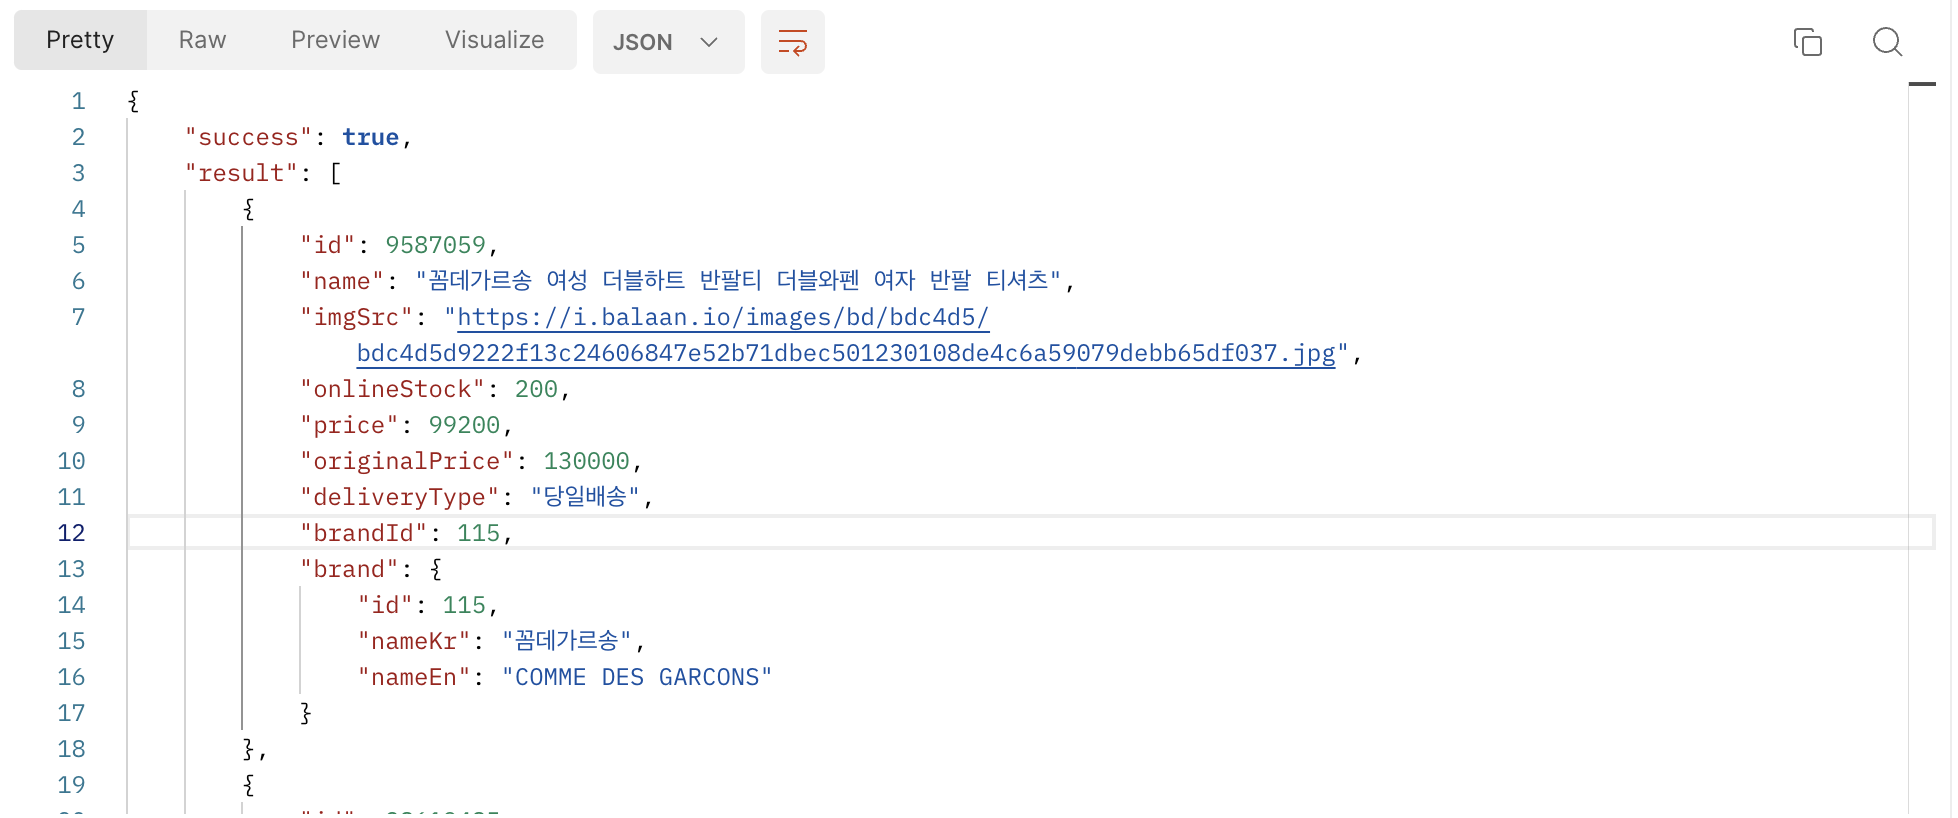 Pretty Raw Preview Visualize JSON
1 {
2 "success": true,
3 "result": [
4 {
5 "id": 9587059,
6 "name": "꼼데가르송 여성 더블하트 반팔티 더블와펜 여자 반팔 티셔츠",
7 "imgSrc": "https://i.balaan.io/images/bd/bdc4d5/
bdc4d5d9222f13c24606847e52b71dbec501230108de4c6a59079debb65df037.jpg",
8 "onlineStock": 200,
9 "price": 99200,
10 "originalPrice": 130000,
11 "deliveryType": "당일배송",
12 "brandId": 115,
13 "brand": {
14 "id": 115,
15 "nameKr": "꼼데가르송",
16 "nameEn": "COMME DES GARCONS"
17 }
18 },
19 {